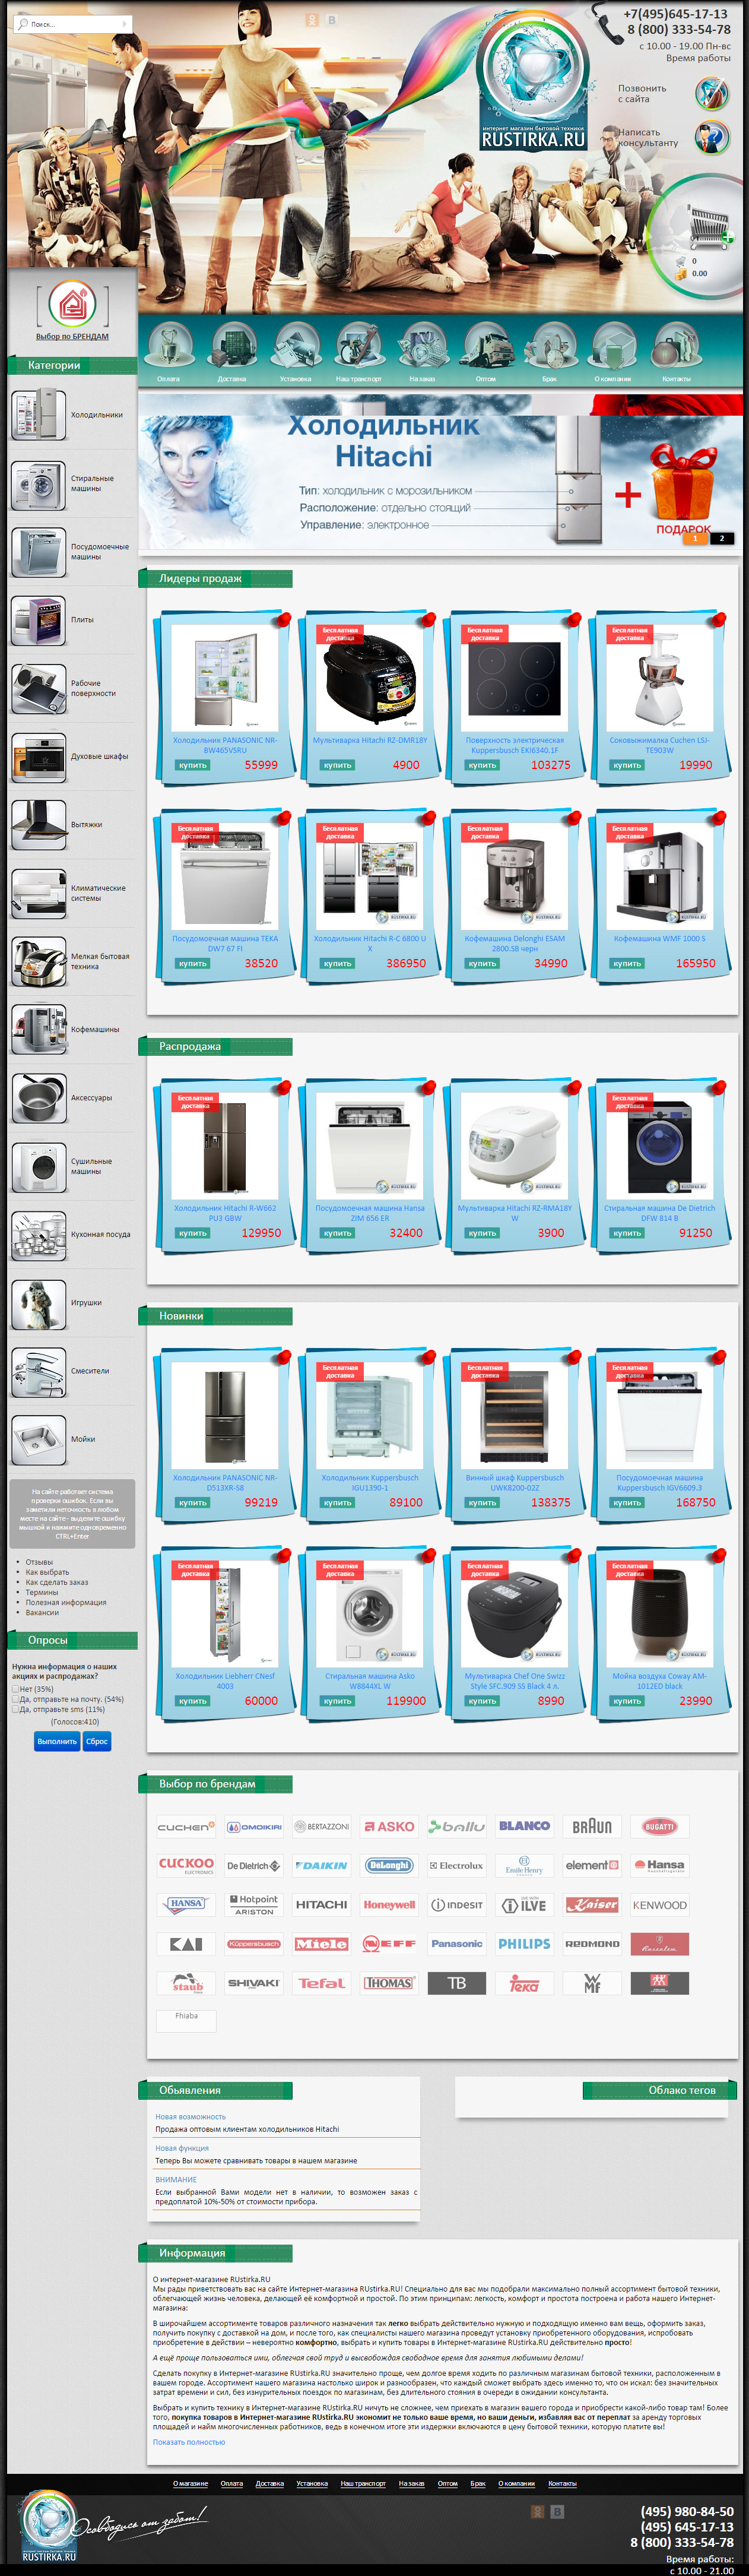 Поиск...
+7(495)645-17-13
8 (800) 333-54-78
с 10.00 - 19.00 Пн-вс
Время работы
Позвонить
с сайта
интернет магазин бытовой техники
RUSTIRKA.RU
Написать
консультанту
0
0.00
Выбор по БРЕНДАМ
Оплата
Доставка
Установка
Наш транспорт
На заказ
Оптом
Брак
О компании
Контакты
Категории
Холодильники
Стиральные
машины
Посудомоечные
машины
Плиты
Рабочие
поверхности
Духовые шкафы
Вытяжки
Климатические
системы
Мелкая бытовая
техника
Кофемашины
Аксессуары
Сушильные
машины
Кухонная посуда
Игрушки
Смесители
Мойки
На сайте работает система
проверки ошибок. Если вы
заметили неточность в любом
месте на сайте - выделите ошибку
мышкой и нажмите одновременно
CTRL+Enter
Отзывы
Как выбрать
Как сделать заказ
Термины
Полезная информация
Вакансии
Опросы
Нужна информация о наших
акциях и распродажах?
Нет (35%)
Да, отправьте на почту. (54%)
Да, отправьте sms (11%)
(Голосов:410)
Выполнить Сброс
Холодильник
Hitachi
Тип: холодильник с морозильником
Расположение: отдельно стоящий
Управление: электронное
+
ПОДАРОК
1 2
Лидеры продаж
Холодильник PANASONIC NR-
BW465VSRU
купить 55999
Бесплатная
доставка
Мультиварка Hitachi RZ-DMR18Y
купить 4900
Бесплатная
доставка
Поверхность электрическая
Kuppersbusch EKI6340.1F
купить 103275
Бесплатная
доставка
Соковыжималка Cuchen LSJ-
TE903W
купить 19990
Бесплатная
доставка
Посудомоечная машина TEKA
DW7 67 FI
купить 38520
Бесплатная
доставка
Холодильник Hitachi R-C 6800 U
X
купить 386950
Бесплатная
доставка
Кофемашина Delonghi ESAM
2800.SB черн
купить 34990
Бесплатная
доставка
Кофемашина WMF 1000 S
купить 165950
Распродажа
Бесплатная
доставка
Холодильник Hitachi R-W662
PU3 GBW
купить 129950
Посудомоечная машина Hansa
ZIM 656 ER
купить 32400
Мультиварка Hitachi RZ-RMA18Y
W
купить 3900
Бесплатная
доставка
Стиральная машина De Dietrich
DFW 814 B
купить 91250
Новинки
Холодильник PANASONIC NR-
D513XR-S8
купить 99219
Бесплатная
доставка
Холодильник Kuppersbusch
IGU1390-1
купить 89100
Бесплатная
доставка
Винный шкаф Kuppersbusch
UWK8200-02Z
купить 138375
Бесплатная
доставка
Посудомоечная машина
Kuppersbusch IGV6609.3
купить 168750
Бесплатная
доставка
Холодильник Liebherr CNesf
4003
купить 60000
Бесплатная
доставка
Стиральная машина Asko
W8844XL W
купить 119900
Бесплатная
доставка
Мультиварка Chef One Swizz
Style SFC.909 SS Black 4 л.
купить 8990
Бесплатная
доставка
Мойка воздуха Coway AM-
1012ED black
купить 23990
Выбор по брендам
CUCHEN OMOIKIRI BERTAZZONI ASKO ballu BLANCO BRAUN BUGATTI
CUCKOO ELECTRONICS De Dietrich DAIKIN DeLonghi Electrolux Emile Henry element Hansa
HANSA Hotpoint ARISTON HITACHI Honeywell INDESIT ILVE Kaiser KENWOOD
KAI Küppersbusch Miele NEFF Panasonic PHILIPS REDMOND
staub SHIVAKI Tefal THOMAS TB Teka WMF
Fhiaba
Обьявления
Новая возможность
Продажа оптовым клиентам холодильников Hitachi
Новая функция
Теперь Вы можете сравнивать товары в нашем магазине
ВНИМАНИЕ
Если выбранной Вами модели нет в наличии, то возможен заказ с
предоплатой 10%-50% от стоимости прибора.
Облако тегов
Информация
О интернет-магазине RUstirka.RU
Мы рады приветствовать вас на сайте Интернет-магазина RUstirka.RU! Специально для вас мы подобрали максимально полный ассортимент бытовой техники,
облегчающей жизнь человека, делающей её комфортной и простой. По этим принципам: легкость, комфорт и простота построена и работа нашего Интернет-
магазина:
В широчайшем ассортименте товаров различного назначения так легко выбрать действительно нужную и подходящую именно вам вещь, оформить заказ,
получить покупку с доставкой на дом, и после того, как специалисты нашего магазина проведут установку приобретенного оборудования, испробовать
приобретение в действии – невероятно комфортно, выбрать и купить товары в Интернет-магазине RUstirka.RU действительно просто!
А ещё проще пользоваться ими, облегчая свой труд и высвобождая свободное время для занятия любимыми делами!
Сделать покупку в Интернет-магазине RUstirka.RU значительно проще, чем долгое время ходить по различным магазинам бытовой техники, расположенным в
вашем городе. Ассортимент нашего магазина настолько широк и разнообразен, что каждый сможет выбрать здесь именно то, что он искал: без значительных
затрат времени и сил, без изнурительных поездок по магазинам, без длительного стояния в очереди в ожидании консультанта.
Выбрать и купить технику в Интернет-магазине RUstirka.RU ничуть не сложнее, чем приехать в магазин вашего города и приобрести какой-либо товар там! Более
того, покупка товаров в Интернет-магазине RUstirka.RU экономит не только ваше время, но ваши деньги, избавляя вас от переплат за аренду торговых
площадей и найм многочисленных работников, ведь в конечном итоге эти издержки включаются в цену бытовой техники, которую платите вы!
Показать полностью
О магазине Оплата Доставка Установка Наш транспорт На заказ Оптом Брак О компании Контакты
Освободись от забот!
RUSTIRKA.RU
(495) 980-84-50
(495) 645-17-13
8 (800) 333-54-78
Время работы:
с 10.00 - 21.00